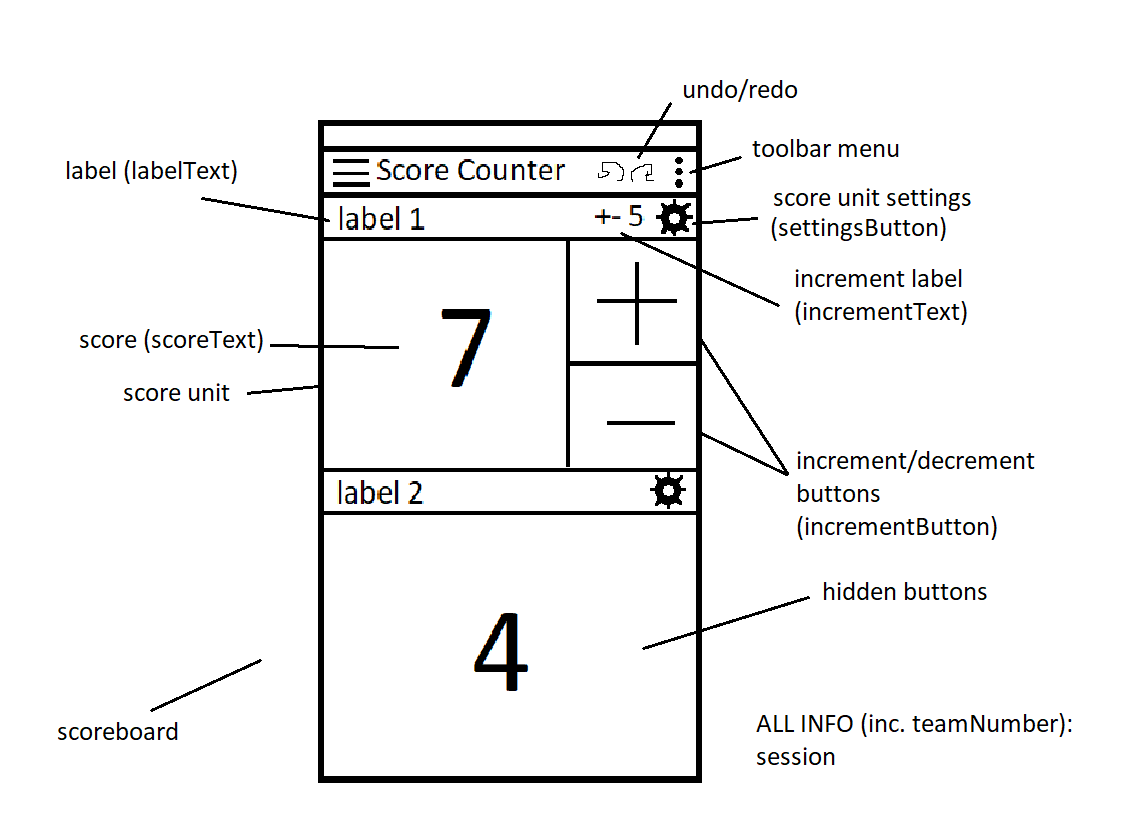 undo/redo
toolbar menu
label (labelText)
Score Counter
score unit settings
(settingsButton)
label 1
+- 5
increment label
(incrementText)
score (scoreText)
7
score unit
increment/decrement
buttons
(incrementButton)
label 2
hidden buttons
4
scoreboard
ALL INFO (inc. teamNumber):
session